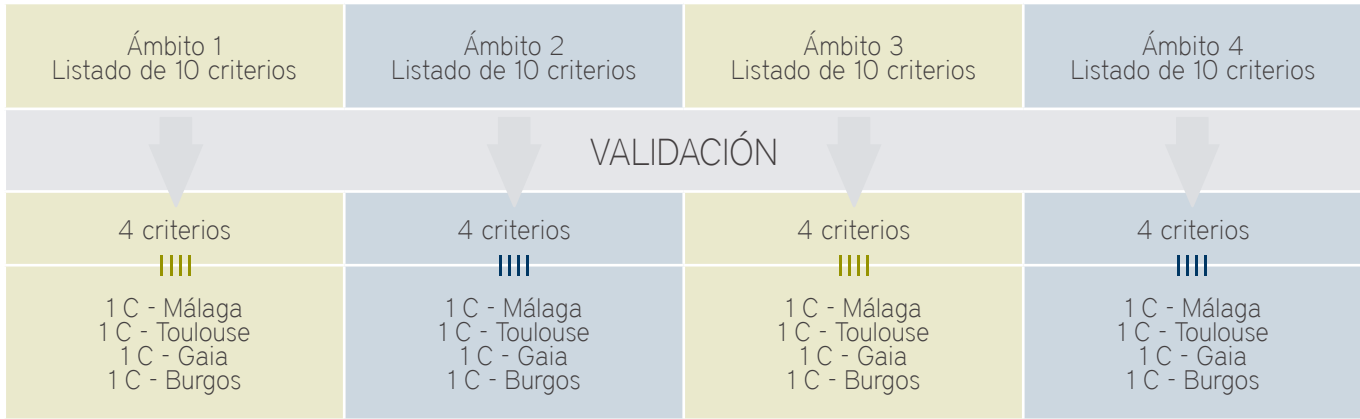 Ámbito 1
Listado de 10 criterios
Ámbito 2
Listado de 10 criterios
Ámbito 3
Listado de 10 criterios
Ámbito 4
Listado de 10 criterios
VALIDACIÓN
4 criterios
4 criterios
4 criterios
4 criterios
1 C - Málaga
1 C - Toulouse
1 C - Gaia
1 C - Burgos
1 C - Málaga
1 C - Toulouse
1 C - Gaia
1 C - Burgos
1 C - Málaga
1 C - Toulouse
1 C - Gaia
1 C - Burgos
1 C - Málaga
1 C - Toulouse
1 C - Gaia
1 C - Burgos